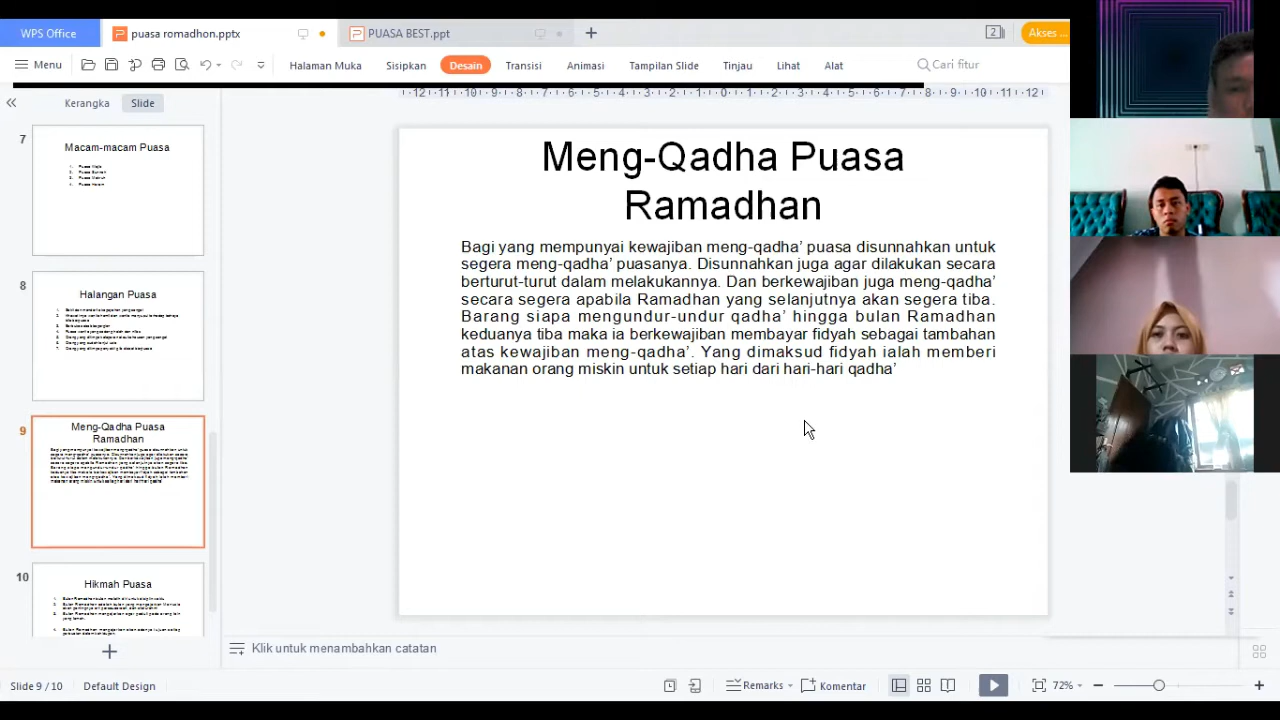 WPS Office
puasa romadhon.pptx
PUASA BEST.ppt
2
Akses ...
Menu
Halaman Muka
Sisipkan
Desain
Transisi
Animasi
Tampilan Slide
Tinjau
Lihat
Alat
Cari fitur
Kerangka
Slide
7
Macam-macam Puasa
8
Halangan Puasa
9
Meng-Qadha Puasa
Ramadhan
10
Hikmah Puasa
Meng-Qadha Puasa
Ramadhan
Bagi yang mempunyai kewajiban meng-qadha’ puasa disunnahkan untuk
segera meng-qadha’ puasanya. Disunnahkan juga agar dilakukan secara
berturut-turut dalam melakukannya. Dan berkewajiban juga meng-qadha’
secara segera apabila Ramadhan yang selanjutnya akan segera tiba.
Barang siapa mengundur-undur qadha’ hingga bulan Ramadhan
keduanya tiba maka ia berkewajiban membayar fidyah sebagai tambahan
atas kewajiban meng-qadha’. Yang dimaksud fidyah ialah memberi
makanan orang miskin untuk setiap hari dari hari-hari qadha’
Klik untuk menambahkan catatan
Slide 9 / 10
Default Design
Remarks
Komentar
72%